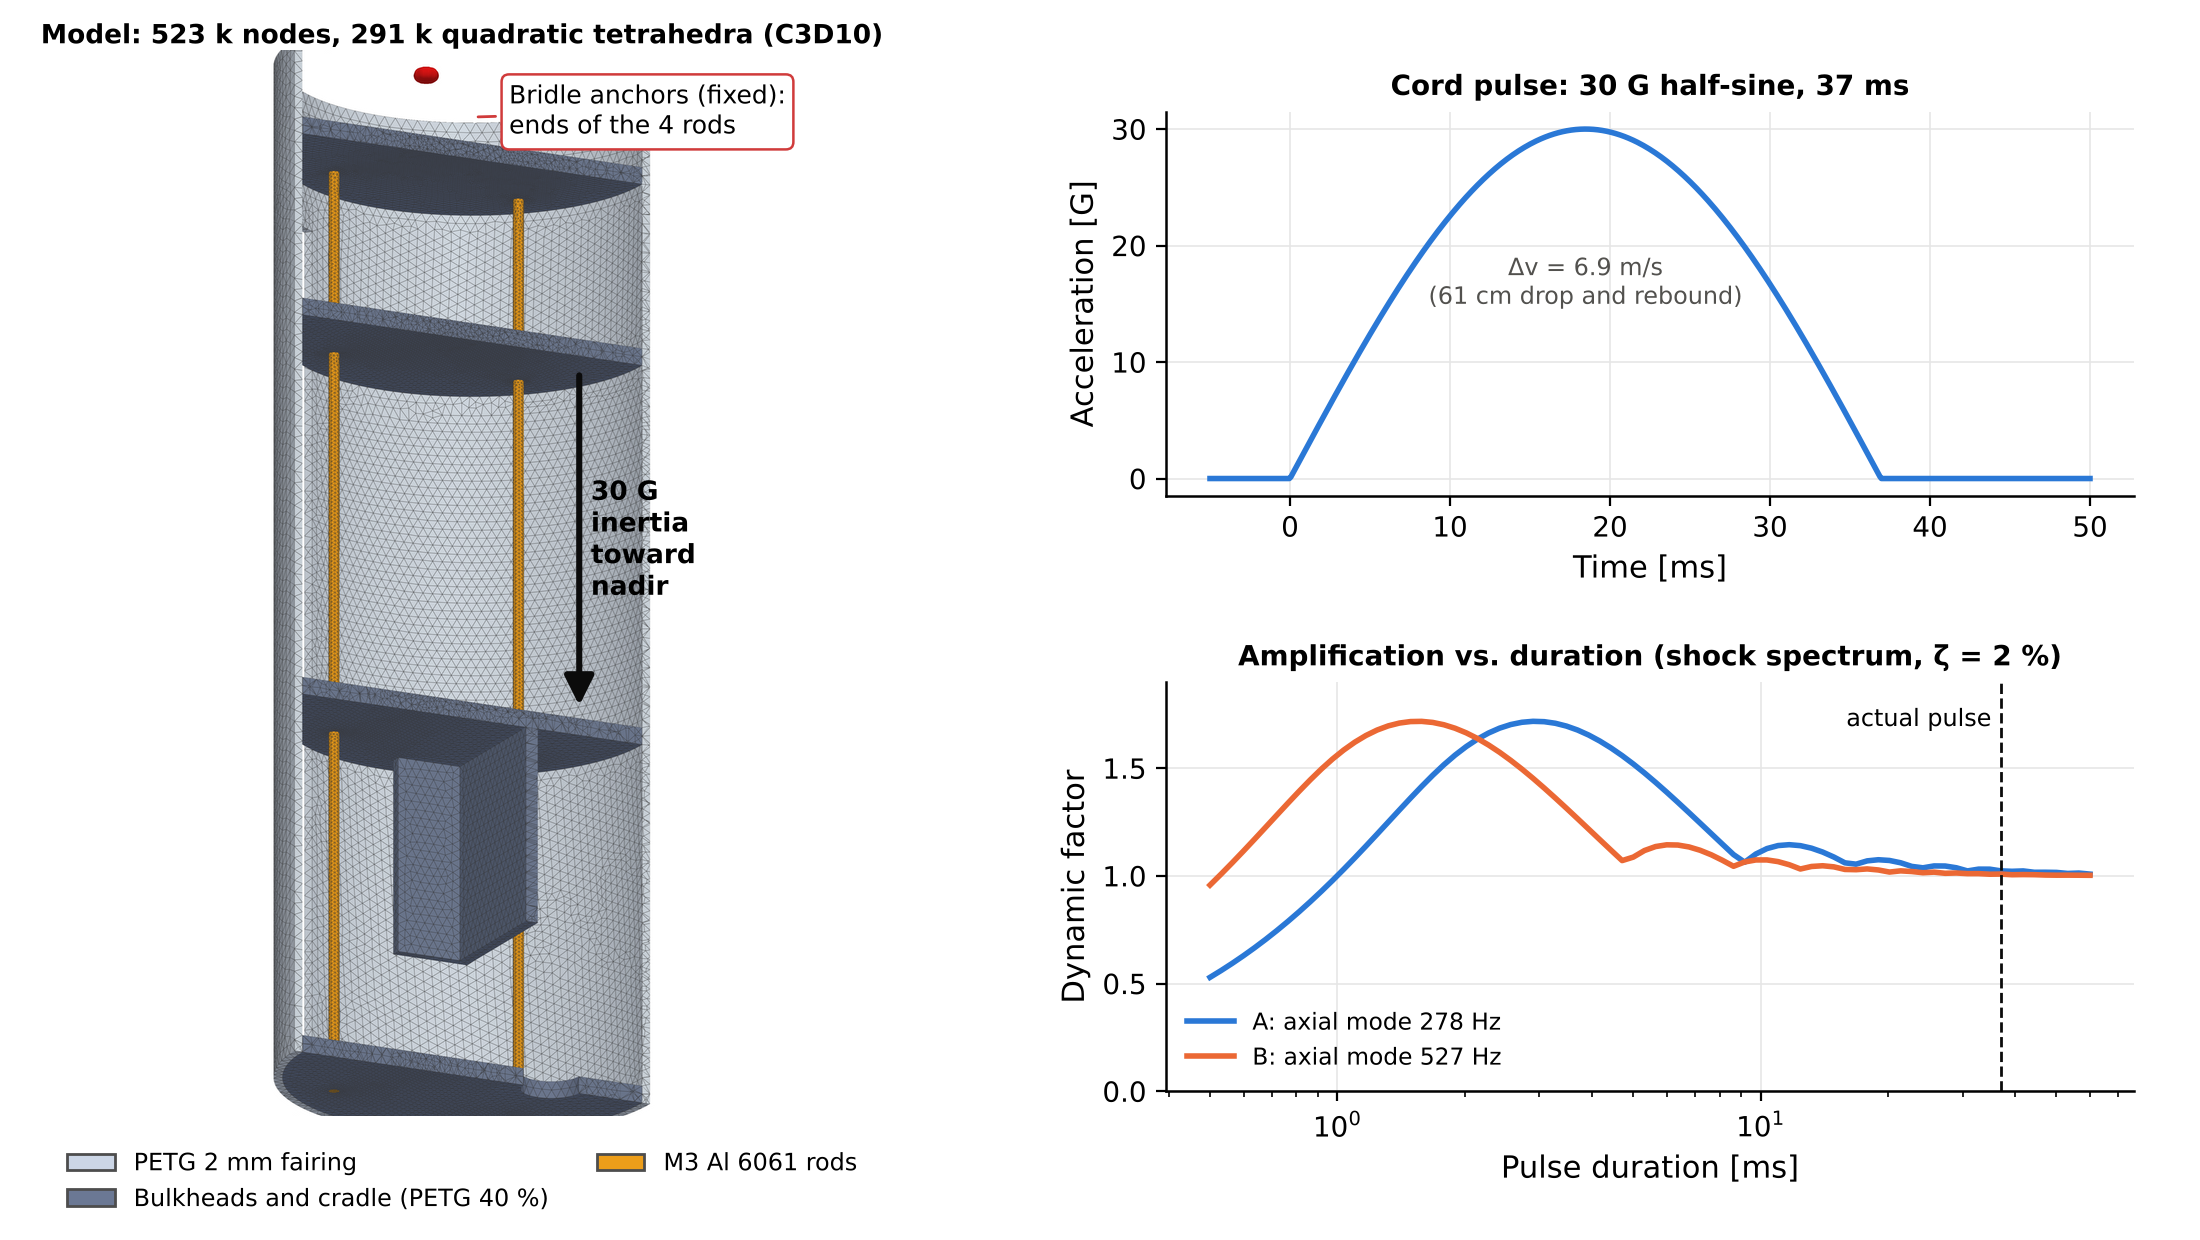 Model: 523 k nodes, 291 k quadratic tetrahedra (C3D10)
Bridle anchors (fixed):
ends of the 4 rods
30 G
inertia
toward
nadir
PETG 2 mm fairing
Bulkheads and cradle (PETG 40 %)
M3 Al 6061 rods
Cord pulse: 30 G half-sine, 37 ms
Acceleration [G]
30
20
10
0
Δv = 6.9 m/s
(61 cm drop and rebound)
0 10 20 30 40 50
Time [ms]
Amplification vs. duration (shock spectrum, ζ = 2 %)
Dynamic factor
1.5
1.0
0.5
0.0
actual pulse
A: axial mode 278 Hz
B: axial mode 527 Hz
10⁰ 10¹
Pulse duration [ms]